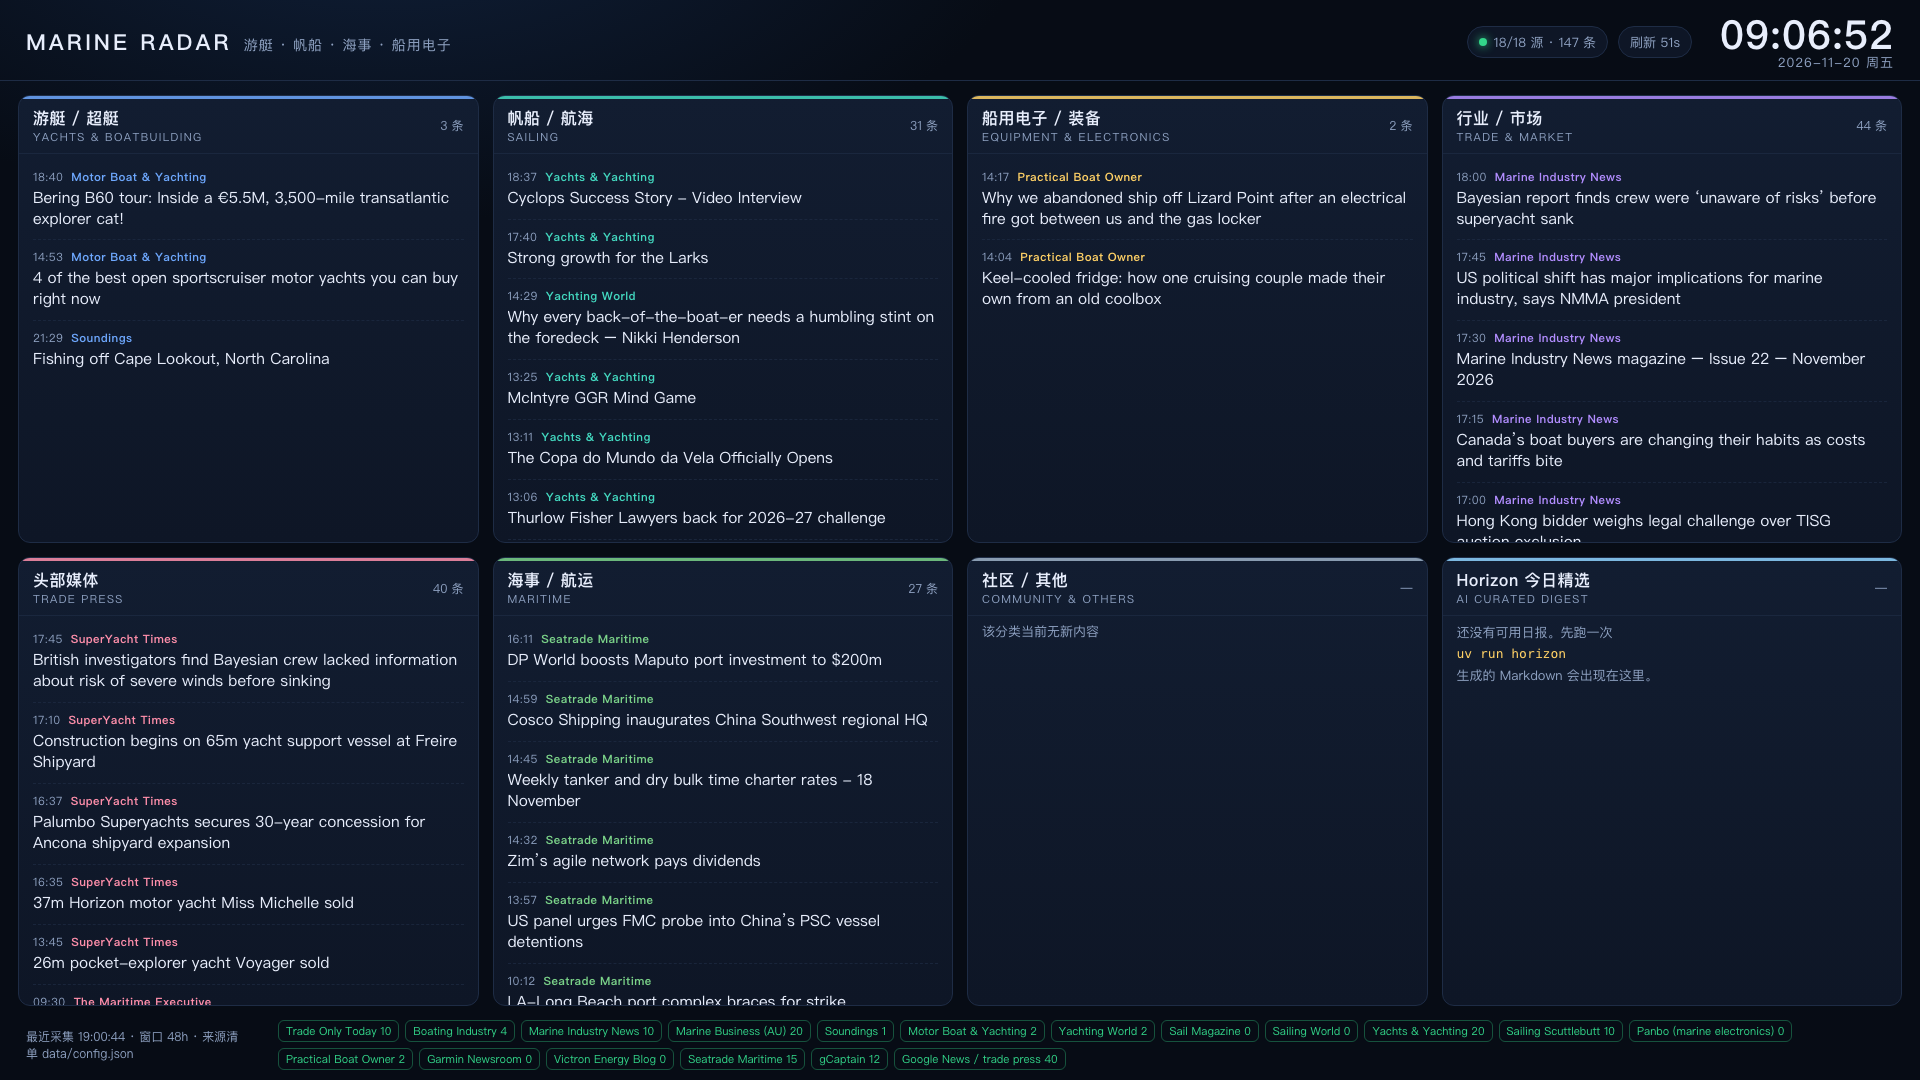 MARINE RADAR 游艇 · 帆船 · 海事 · 船用电子
18/18 源 · 147 条
刷新 51s
09:06:52
2026-11-20 周五
游艇 / 超艇
YACHTS & BOATBUILDING
3 条
18:40 Motor Boat & Yachting
Bering B60 tour: Inside a €5.5M, 3,500-mile transatlantic
explorer cat!
14:53 Motor Boat & Yachting
4 of the best open sportscruiser motor yachts you can buy
right now
21:29 Soundings
Fishing off Cape Lookout, North Carolina
帆船 / 航海
SAILING
31 条
18:37 Yachts & Yachting
Cyclops Success Story - Video Interview
17:40 Yachts & Yachting
Strong growth for the Larks
14:29 Yachting World
Why every back-of-the-boat-er needs a humbling stint on
the foredeck — Nikki Henderson
13:25 Yachts & Yachting
McIntyre GGR Mind Game
13:11 Yachts & Yachting
The Copa do Mundo da Vela Officially Opens
13:06 Yachts & Yachting
Thurlow Fisher Lawyers back for 2026-27 challenge
船用电子 / 装备
EQUIPMENT & ELECTRONICS
2 条
14:17 Practical Boat Owner
Why we abandoned ship off Lizard Point after an electrical
fire got between us and the gas locker
14:04 Practical Boat Owner
Keel-cooled fridge: how one cruising couple made their
own from an old coolbox
行业 / 市场
TRADE & MARKET
44 条
18:00 Marine Industry News
Bayesian report finds crew were ‘unaware of risks’ before
superyacht sank
17:45 Marine Industry News
US political shift has major implications for marine
industry, says NMMA president
17:30 Marine Industry News
Marine Industry News magazine — Issue 22 — November
2026
17:15 Marine Industry News
Canada’s boat buyers are changing their habits as costs
and tariffs bite
17:00 Marine Industry News
Hong Kong bidder weighs legal challenge over TISG
auction exclusion
头部媒体
TRADE PRESS
40 条
17:45 SuperYacht Times
British investigators find Bayesian crew lacked information
about risk of severe winds before sinking
17:10 SuperYacht Times
Construction begins on 65m yacht support vessel at Freire
Shipyard
16:37 SuperYacht Times
Palumbo Superyachts secures 30-year concession for
Ancona shipyard expansion
16:35 SuperYacht Times
37m Horizon motor yacht Miss Michelle sold
13:45 SuperYacht Times
26m pocket-explorer yacht Voyager sold
09:30 The Maritime Executive
海事 / 航运
MARITIME
27 条
16:11 Seatrade Maritime
DP World boosts Maputo port investment to $200m
14:59 Seatrade Maritime
Cosco Shipping inaugurates China Southwest regional HQ
14:45 Seatrade Maritime
Weekly tanker and dry bulk time charter rates - 18
November
14:32 Seatrade Maritime
Zim’s agile network pays dividends
13:57 Seatrade Maritime
US panel urges FMC probe into China’s PSC vessel
detentions
10:12 Seatrade Maritime
LA-Long Beach port complex braces for strike
社区 / 其他
COMMUNITY & OTHERS
—
该分类当前无新内容
Horizon 今日精选
AI CURATED DIGEST
—
还没有可用日报。先跑一次
uv run horizon
生成的 Markdown 会出现在这里。
最近采集 19:00:44 · 窗口 48h · 来源清
单 data/config.json
Trade Only Today 10
Boating Industry 4
Marine Industry News 10
Marine Business (AU) 20
Soundings 1
Motor Boat & Yachting 2
Yachting World 2
Sail Magazine 0
Sailing World 0
Yachts & Yachting 20
Sailing Scuttlebutt 10
Panbo (marine electronics) 0
Practical Boat Owner 2
Garmin Newsroom 0
Victron Energy Blog 0
Seatrade Maritime 15
gCaptain 12
Google News / trade press 40